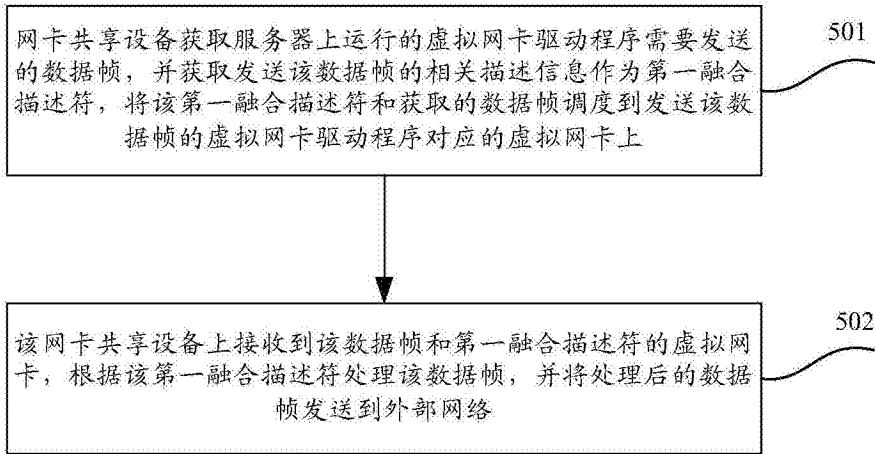 网卡共享设备获取服务器上运行的虚拟网卡驱动程序需要发送
的数据帧，并获取发送该数据帧的相关描述信息作为第一融合
描述符，将该第一融合描述符和获取的数据帧调度到发送该数
据帧的虚拟网卡驱动程序对应的虚拟网卡上
501
该网卡共享设备上接收到该数据帧和第一融合描述符的虚拟网
卡，根据该第一融合描述符处理该数据帧，并将处理后的数据
帧发送到外部网络
502